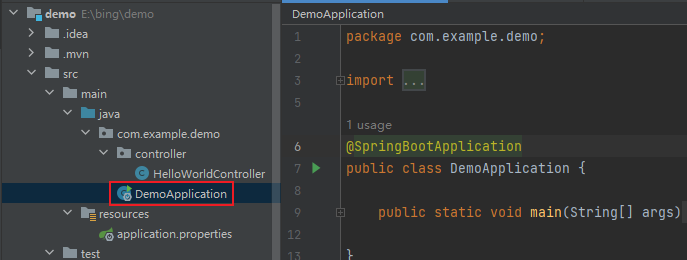 demo E:\bing\demo
.idea
.mvn
src
main
java
com.example.demo
controller
HelloWorldController
DemoApplication
resources
application.properties
test
DemoApplication
1 package com.example.demo;
2
3 import ...
5
1 usage
6 @SpringBootApplication
7 public class DemoApplication {
8
9 public static void main(String[] args)
12
13 }